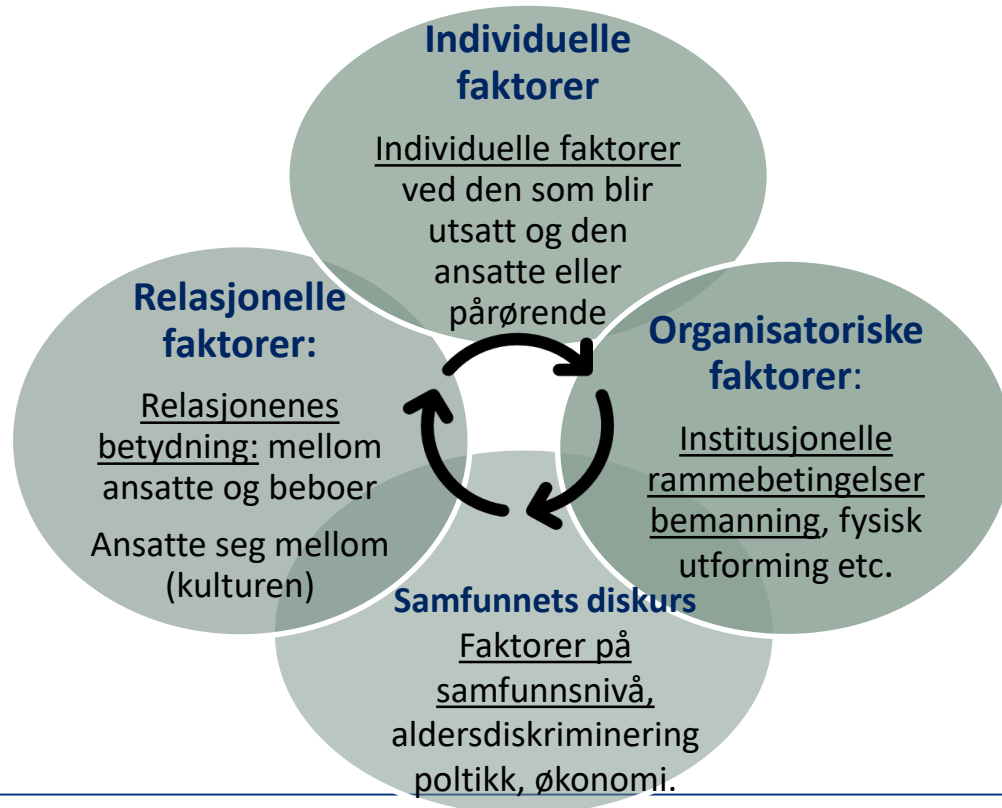 Individuelle
faktorer
Individuelle faktorer
ved den som blir
utsatt og den
ansatte eller
pårørende
Relasjonelle
faktorer:
Relasjonenes
betydning: mellom
ansatte og beboer
Ansatte seg mellom
(kulturen)
Organisatoriske
faktorer:
Institusjonelle
rammebetingelser
bemanning, fysisk
utforming etc.
Samfunnets diskurs
Faktorer på
samfunnsnivå,
aldersdiskriminering
poltikk, økonomi.